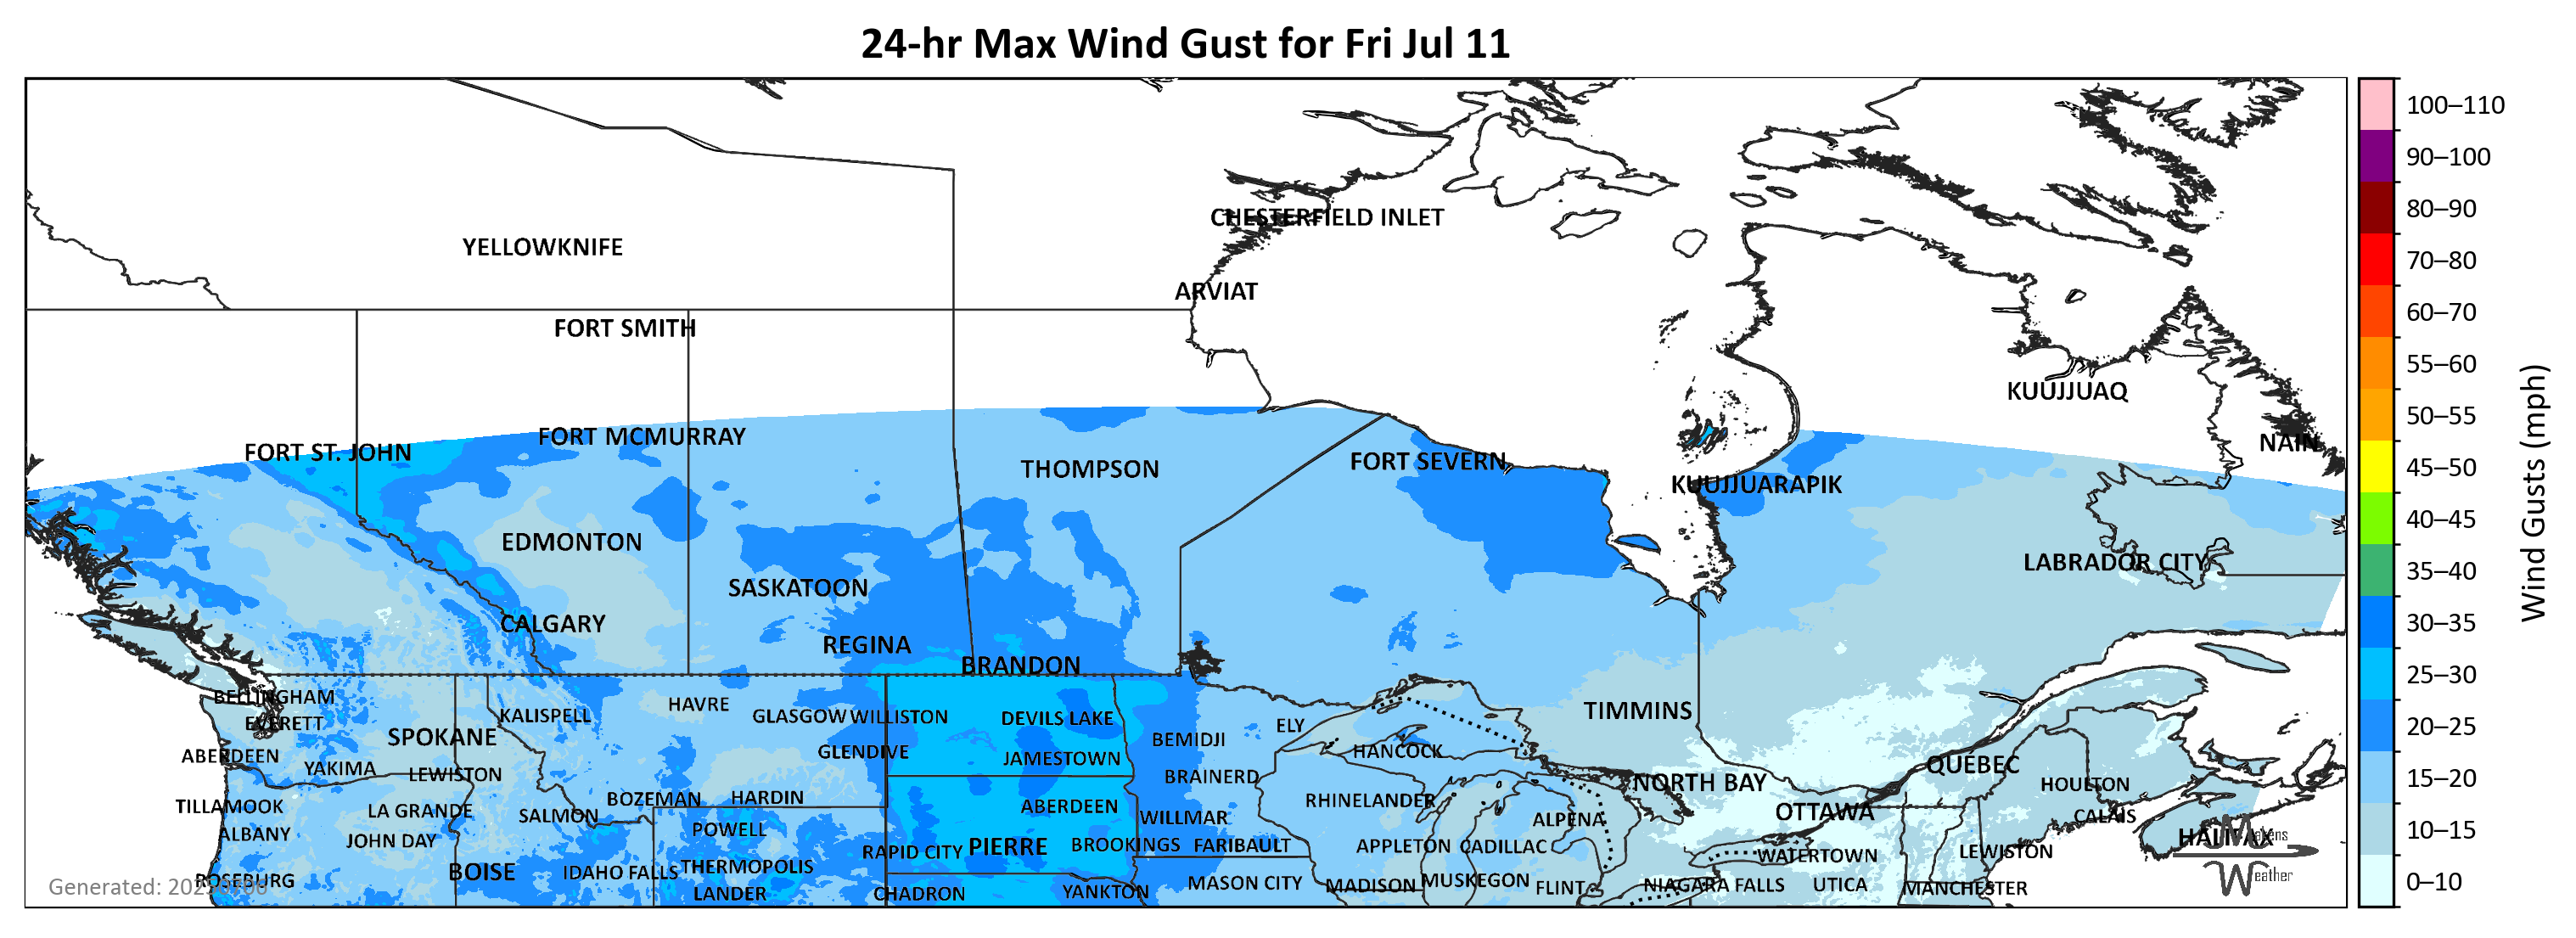 24-hr Max Wind Gust for Fri Jul 11
100–110
90–100
80–90
70–80
60–70
55–60
50–55
45–50
40–45
35–40
30–35
25–30
20–25
15–20
10–15
0–10
Wind Gusts (mph)
CHESTERFIELD INLET
YELLOWKNIFE
ARVIAT
FORT SMITH
KUUJJUAQ
FORT MCMURRAY
NAIN
FORT ST. JOHN
FORT SEVERN
THOMPSON
KUUJJUARAPIK
EDMONTON
LABRADOR CITY
SASKATOON
CALGARY
REGINA
BRANDON
BELLINGHAM
HAVRE
TIMMINS
KALISPELL
GLASGOW
WILLISTON
DEVILS LAKE
EVERETT
ELY
SPOKANE
BEMIDJI
GLENDIVE
HANCOCK
ABERDEEN
JAMESTOWN
QUÉBEC
YAKIMA
LEWISTON
BRAINERD
NORTH BAY
HOULTON
BOZEMAN
HARDIN
RHINELANDER
TILLAMOOK
ABERDEEN
LA GRANDE
SALMON
OTTAWA
CALAIS
WILLMAR
ALPENA
POWELL
ALBANY
HALIFAX
JOHN DAY
PIERRE
BROOKINGS
FARIBAULT
APPLETON
CADILLAC
RAPID CITY
LEWISTON
WATERTOWN
THERMOPOLIS
BOISE
IDAHO FALLS
ROSEBURG
MASON CITY
MADISON
MUSKEGON
FLINT
NIAGARA FALLS
UTICA
MANCHESTER
LANDER
CHADRON
YANKTON
Makens
Weather
Generated: